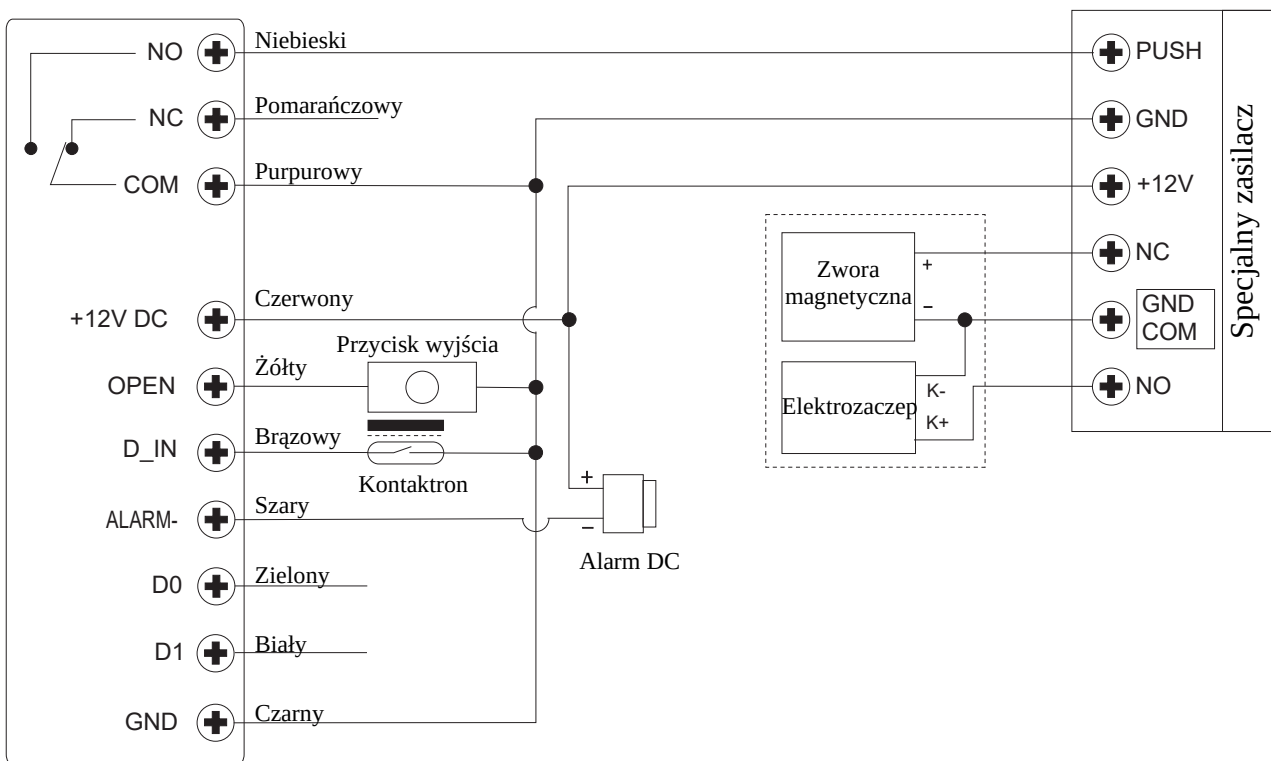 NO
Niebieski
PUSH
NC
Pomarańczowy
GND
COM
Purpurowy
+12V
Specjalny zasilacz
NC
Zwora
magnetyczna
+
−
GND
COM
+12V DC
Czerwony
Przycisk wyjścia
OPEN
Żółty
NO
Elektrozaczep
K-
K+
D_IN
Brązowy
Kontaktron
ALARM-
Szary
+
−
Alarm DC
D0
Zielony
D1
Biały
GND
Czarny